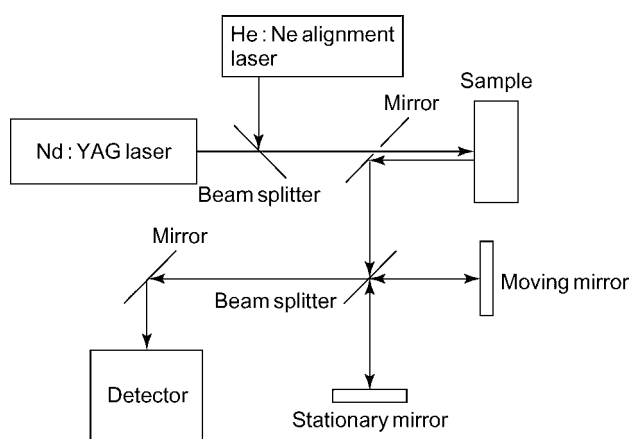 He : Ne alignment
laser
Sample
Mirror
Nd : YAG laser
Beam splitter
Mirror
Beam splitter
Moving mirror
Detector
Stationary mirror